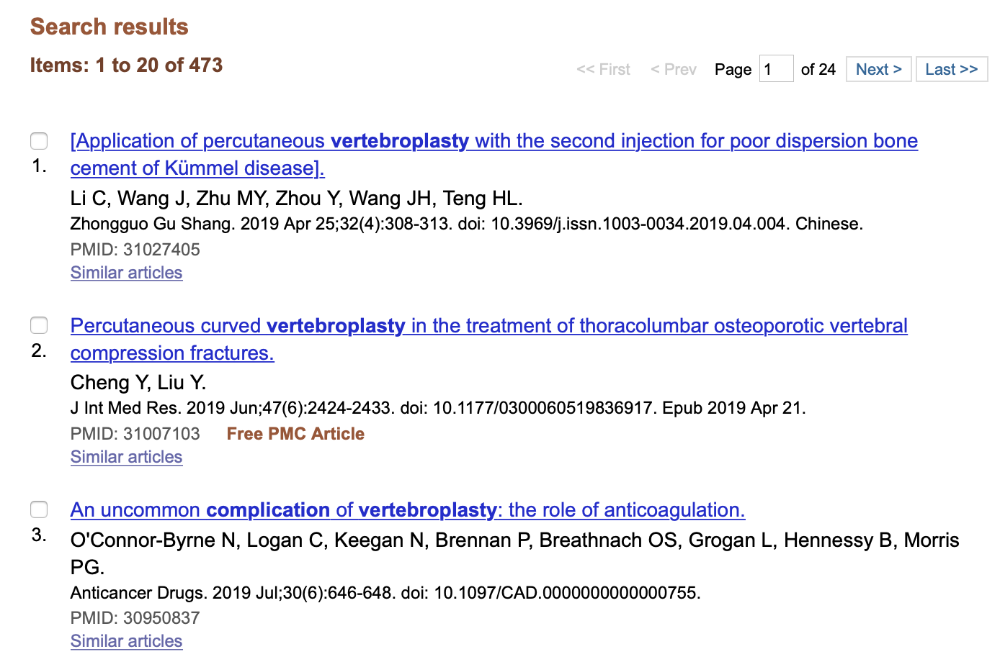 Search results
Items: 1 to 20 of 473
<< First < Prev Page 1 of 24 Next > Last >>
[Application of percutaneous vertebroplasty with the second injection for poor dispersion bone
1. cement of Kümmel disease].
Li C, Wang J, Zhu MY, Zhou Y, Wang JH, Teng HL.
Zhongguo Gu Shang. 2019 Apr 25;32(4):308-313. doi: 10.3969/j.issn.1003-0034.2019.04.004. Chinese.
PMID: 31027405
Similar articles
Percutaneous curved vertebroplasty in the treatment of thoracolumbar osteoporotic vertebral
2. compression fractures.
Cheng Y, Liu Y.
J Int Med Res. 2019 Jun;47(6):2424-2433. doi: 10.1177/0300060519836917. Epub 2019 Apr 21.
PMID: 31007103 Free PMC Article
Similar articles
An uncommon complication of vertebroplasty: the role of anticoagulation.
3. O'Connor-Byrne N, Logan C, Keegan N, Brennan P, Breathnach OS, Grogan L, Hennessy B, Morris
PG.
Anticancer Drugs. 2019 Jul;30(6):646-648. doi: 10.1097/CAD.0000000000000755.
PMID: 30950837
Similar articles